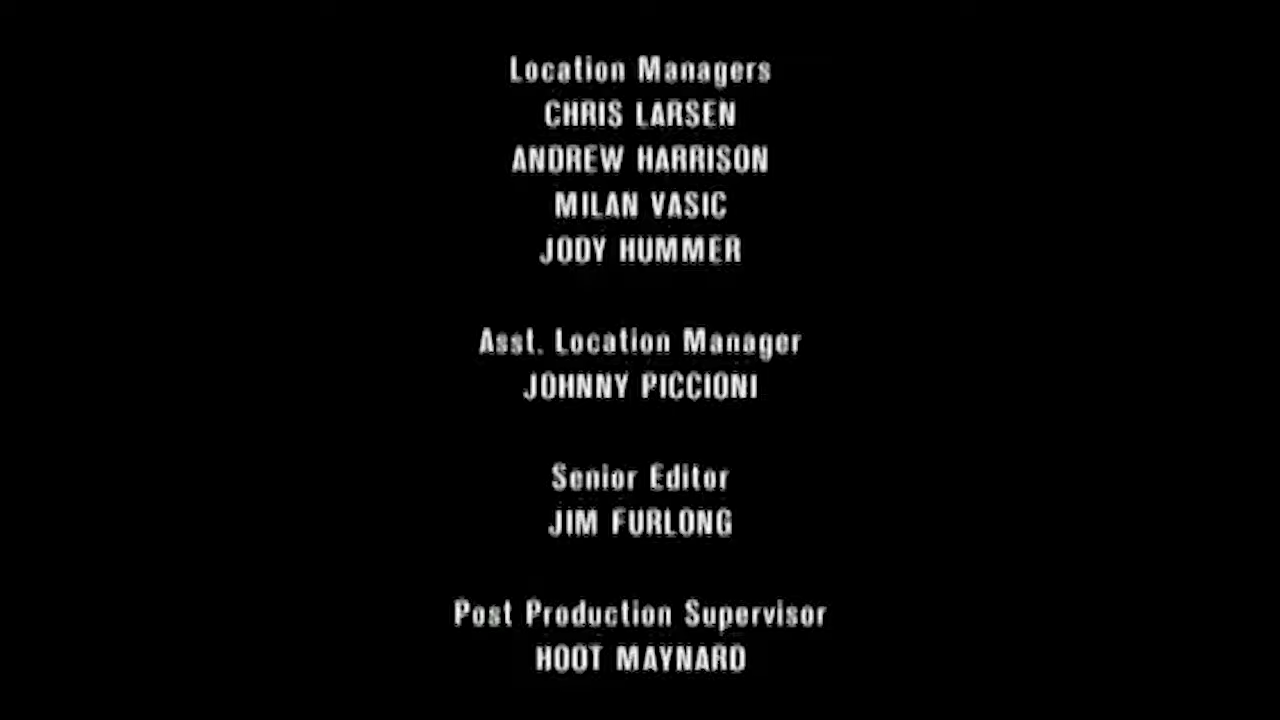 Location Managers
CHRIS LARSEN
ANDREW HARRISON
MILAN VASIC
JODY HUMMER
Asst. Location Manager
JOHNNY PICCIONI
Senior Editor
JIM FURLONG
Post Production Supervisor
HOOT MAYNARD